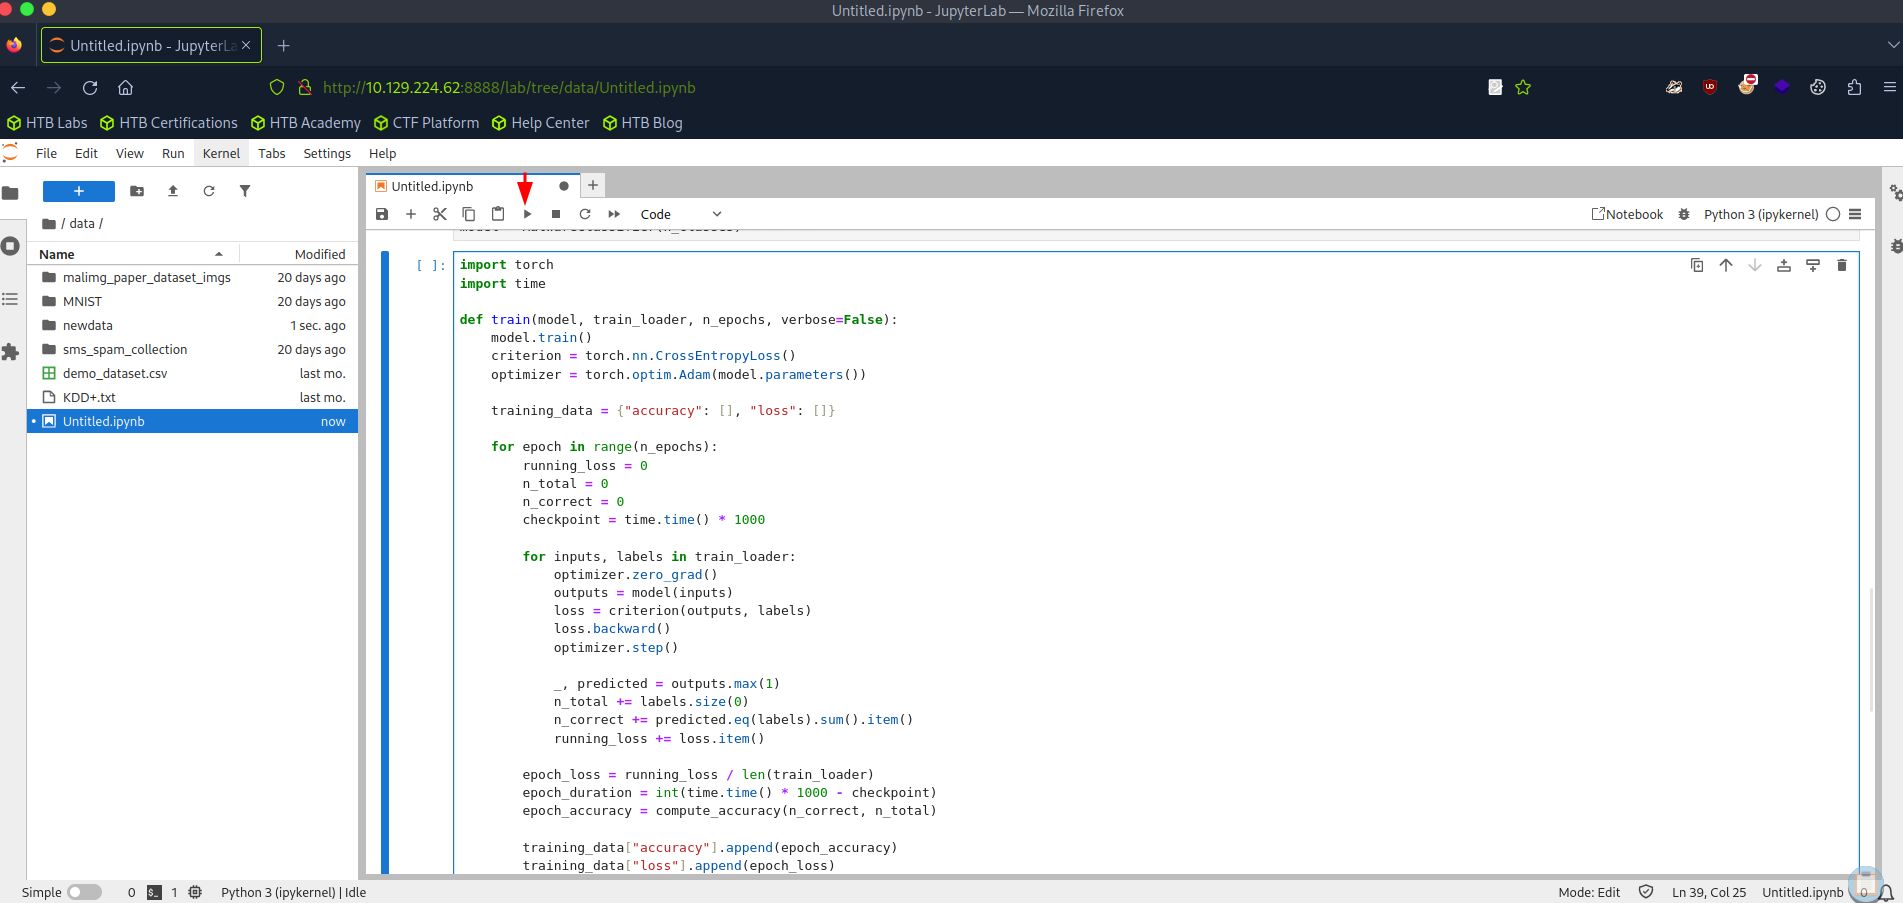 Untitled.ipynb - JupyterLab — Mozilla Firefox
Untitled.ipynb - JupyterLa
http://10.129.224.62:8888/lab/tree/data/Untitled.ipynb
HTB Labs HTB Certifications HTB Academy CTF Platform Help Center HTB Blog
File Edit View Run Kernel Tabs Settings Help
Untitled.ipynb
Code
Notebook Python 3 (ipykernel)
/ data /
Name Modified
malimg_paper_dataset_imgs 20 days ago
MNIST 20 days ago
newdata 1 sec. ago
sms_spam_collection 20 days ago
demo_dataset.csv last mo.
KDD+.txt last mo.
Untitled.ipynb now
[ ]:
import torch
import time
def train(model, train_loader, n_epochs, verbose=False):
model.train()
criterion = torch.nn.CrossEntropyLoss()
optimizer = torch.optim.Adam(model.parameters())
training_data = {"accuracy": [], "loss": []}
for epoch in range(n_epochs):
running_loss = 0
n_total = 0
n_correct = 0
checkpoint = time.time() * 1000
for inputs, labels in train_loader:
optimizer.zero_grad()
outputs = model(inputs)
loss = criterion(outputs, labels)
loss.backward()
optimizer.step()
_, predicted = outputs.max(1)
n_total += labels.size(0)
n_correct += predicted.eq(labels).sum().item()
running_loss += loss.item()
epoch_loss = running_loss / len(train_loader)
epoch_duration = int(time.time() * 1000 - checkpoint)
epoch_accuracy = compute_accuracy(n_correct, n_total)
training_data["accuracy"].append(epoch_accuracy)
training_data["loss"].append(epoch_loss)
Simple 0 1 Python 3 (ipykernel) | Idle Mode: Edit Ln 39, Col 25 Untitled.ipynb 0